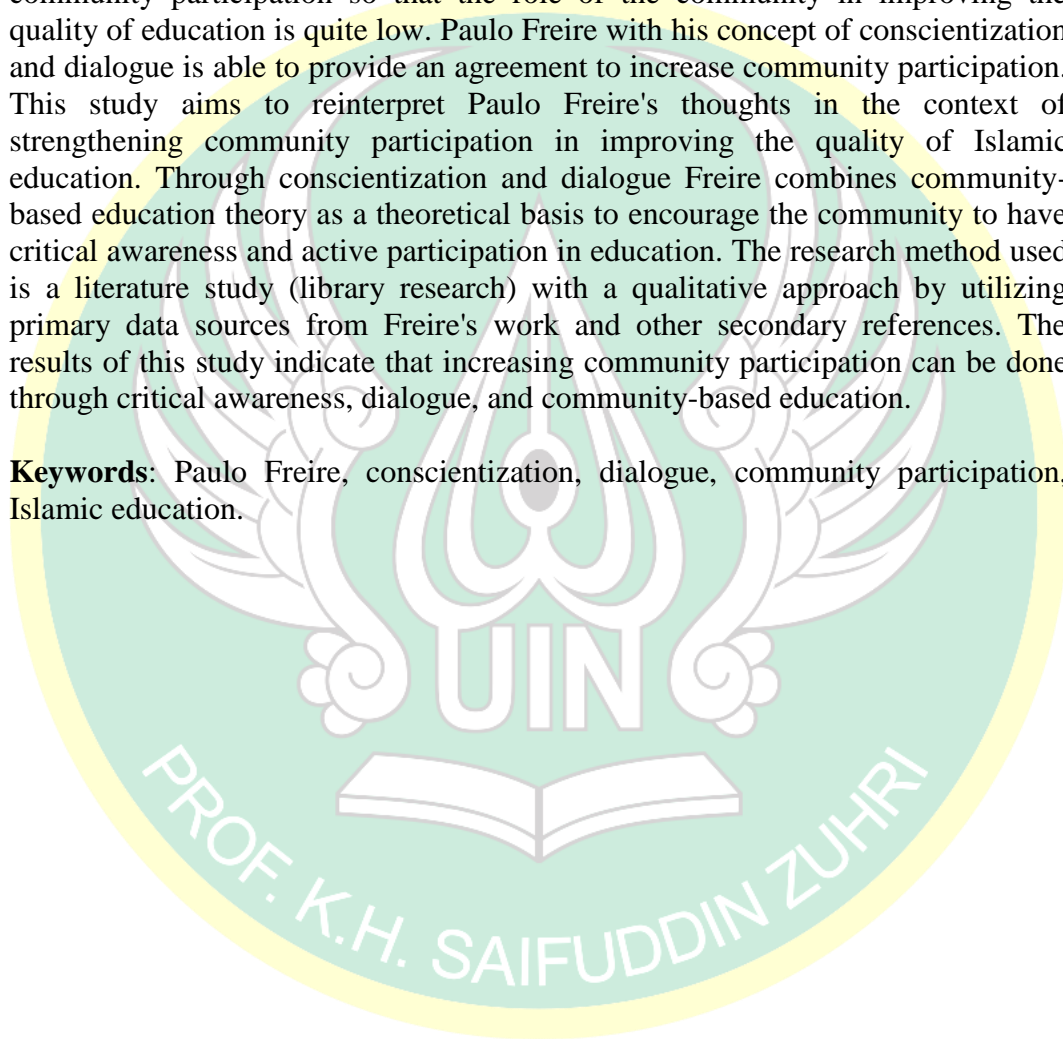 community participation so that the role of the community in improving the
quality of education is quite low. Paulo Freire with his concept of conscientization
and dialogue is able to provide an agreement to increase community participation.
This study aims to reinterpret Paulo Freire's thoughts in the context of
strengthening community participation in improving the quality of Islamic
education. Through conscientization and dialogue Freire combines community-
based education theory as a theoretical basis to encourage the community to have
critical awareness and active participation in education. The research method used
is a literature study (library research) with a qualitative approach by utilizing
primary data sources from Freire's work and other secondary references. The
results of this study indicate that increasing community participation can be done
through critical awareness, dialogue, and community-based education.
Keywords: Paulo Freire, conscientization, dialogue, community participation,
Islamic education.
UIN
PROF. K.H. SAIFUDDIN ZUHRI